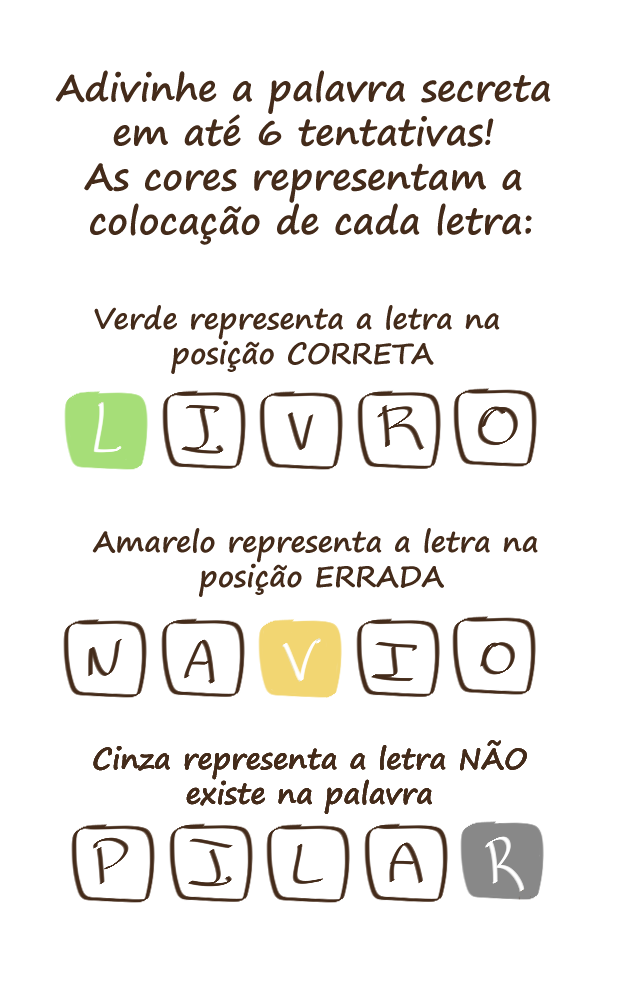 Adivinhe a palavra secreta
em até 6 tentativas!
As cores representam a
colocação de cada letra:
Verde representa a letra na
posição CORRETA
L I V R O
Amarelo representa a letra na
posição ERRADA
N A V I O
Cinza representa a letra NÃO
existe na palavra
P I L A R